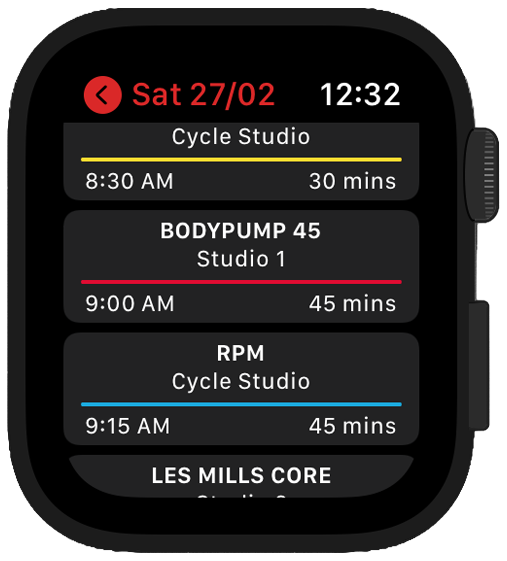 Sat 27/02 12:32
Cycle Studio
8:30 AM 30 mins
BODYPUMP 45
Studio 1
9:00 AM 45 mins
RPM
Cycle Studio
9:15 AM 45 mins
LES MILLS CORE